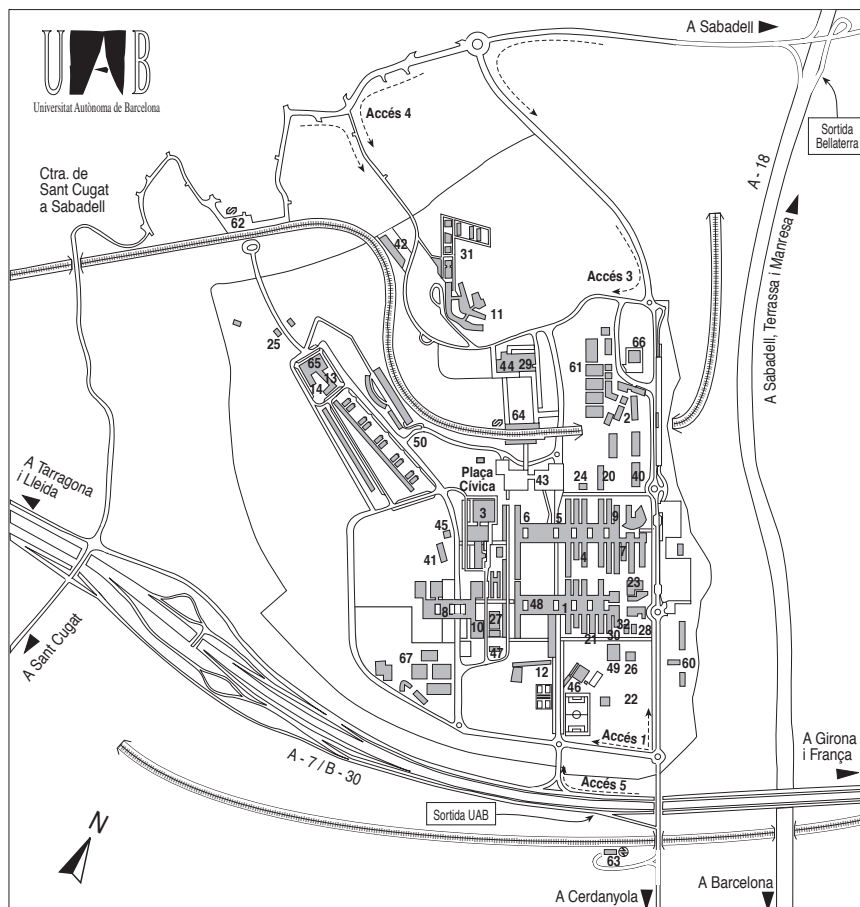 UAB
Universitat Autònoma de Barcelona
A Sabadell
Accés 4
Sortida
Bellaterra
A - 18
Ctra. de
Sant Cugat
a Sabadell
62
42
31
A Sabadell, Terrassa i Manresa
Accés 3
11
25
66
65
13
14
44
29
61
2
64
50
Plaça
Cívica
43
24
20
40
A Tarragona
i Lleida
3
6
5
9
45
41
4
7
23
8
10
27
48
1
21
30
32
28
47
A Sant Cugat
67
12
49
26
60
46
22
Accés 1
A - 7 / B - 30
A Girona
i França
Accés 5
Sortida UAB
N
63
A Cerdanyola
A Barcelona